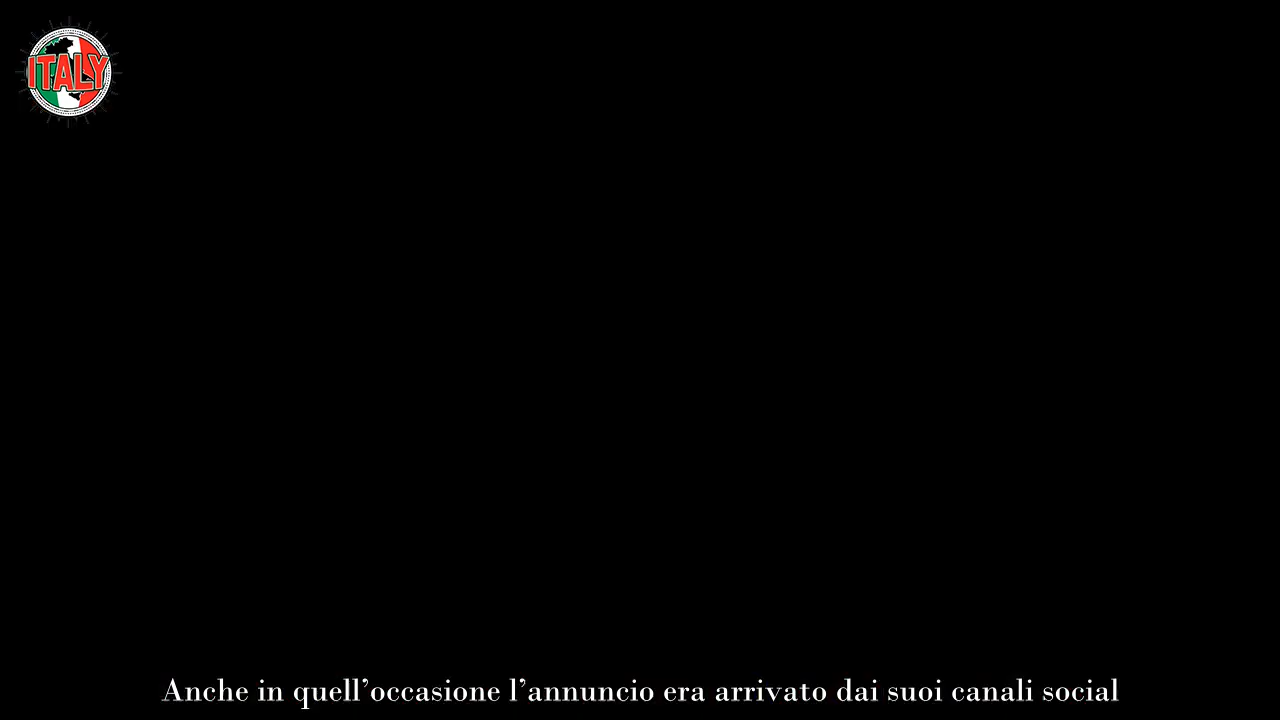 ITALY
Anche in quell’occasione l’annuncio era arrivato dai suoi canali social